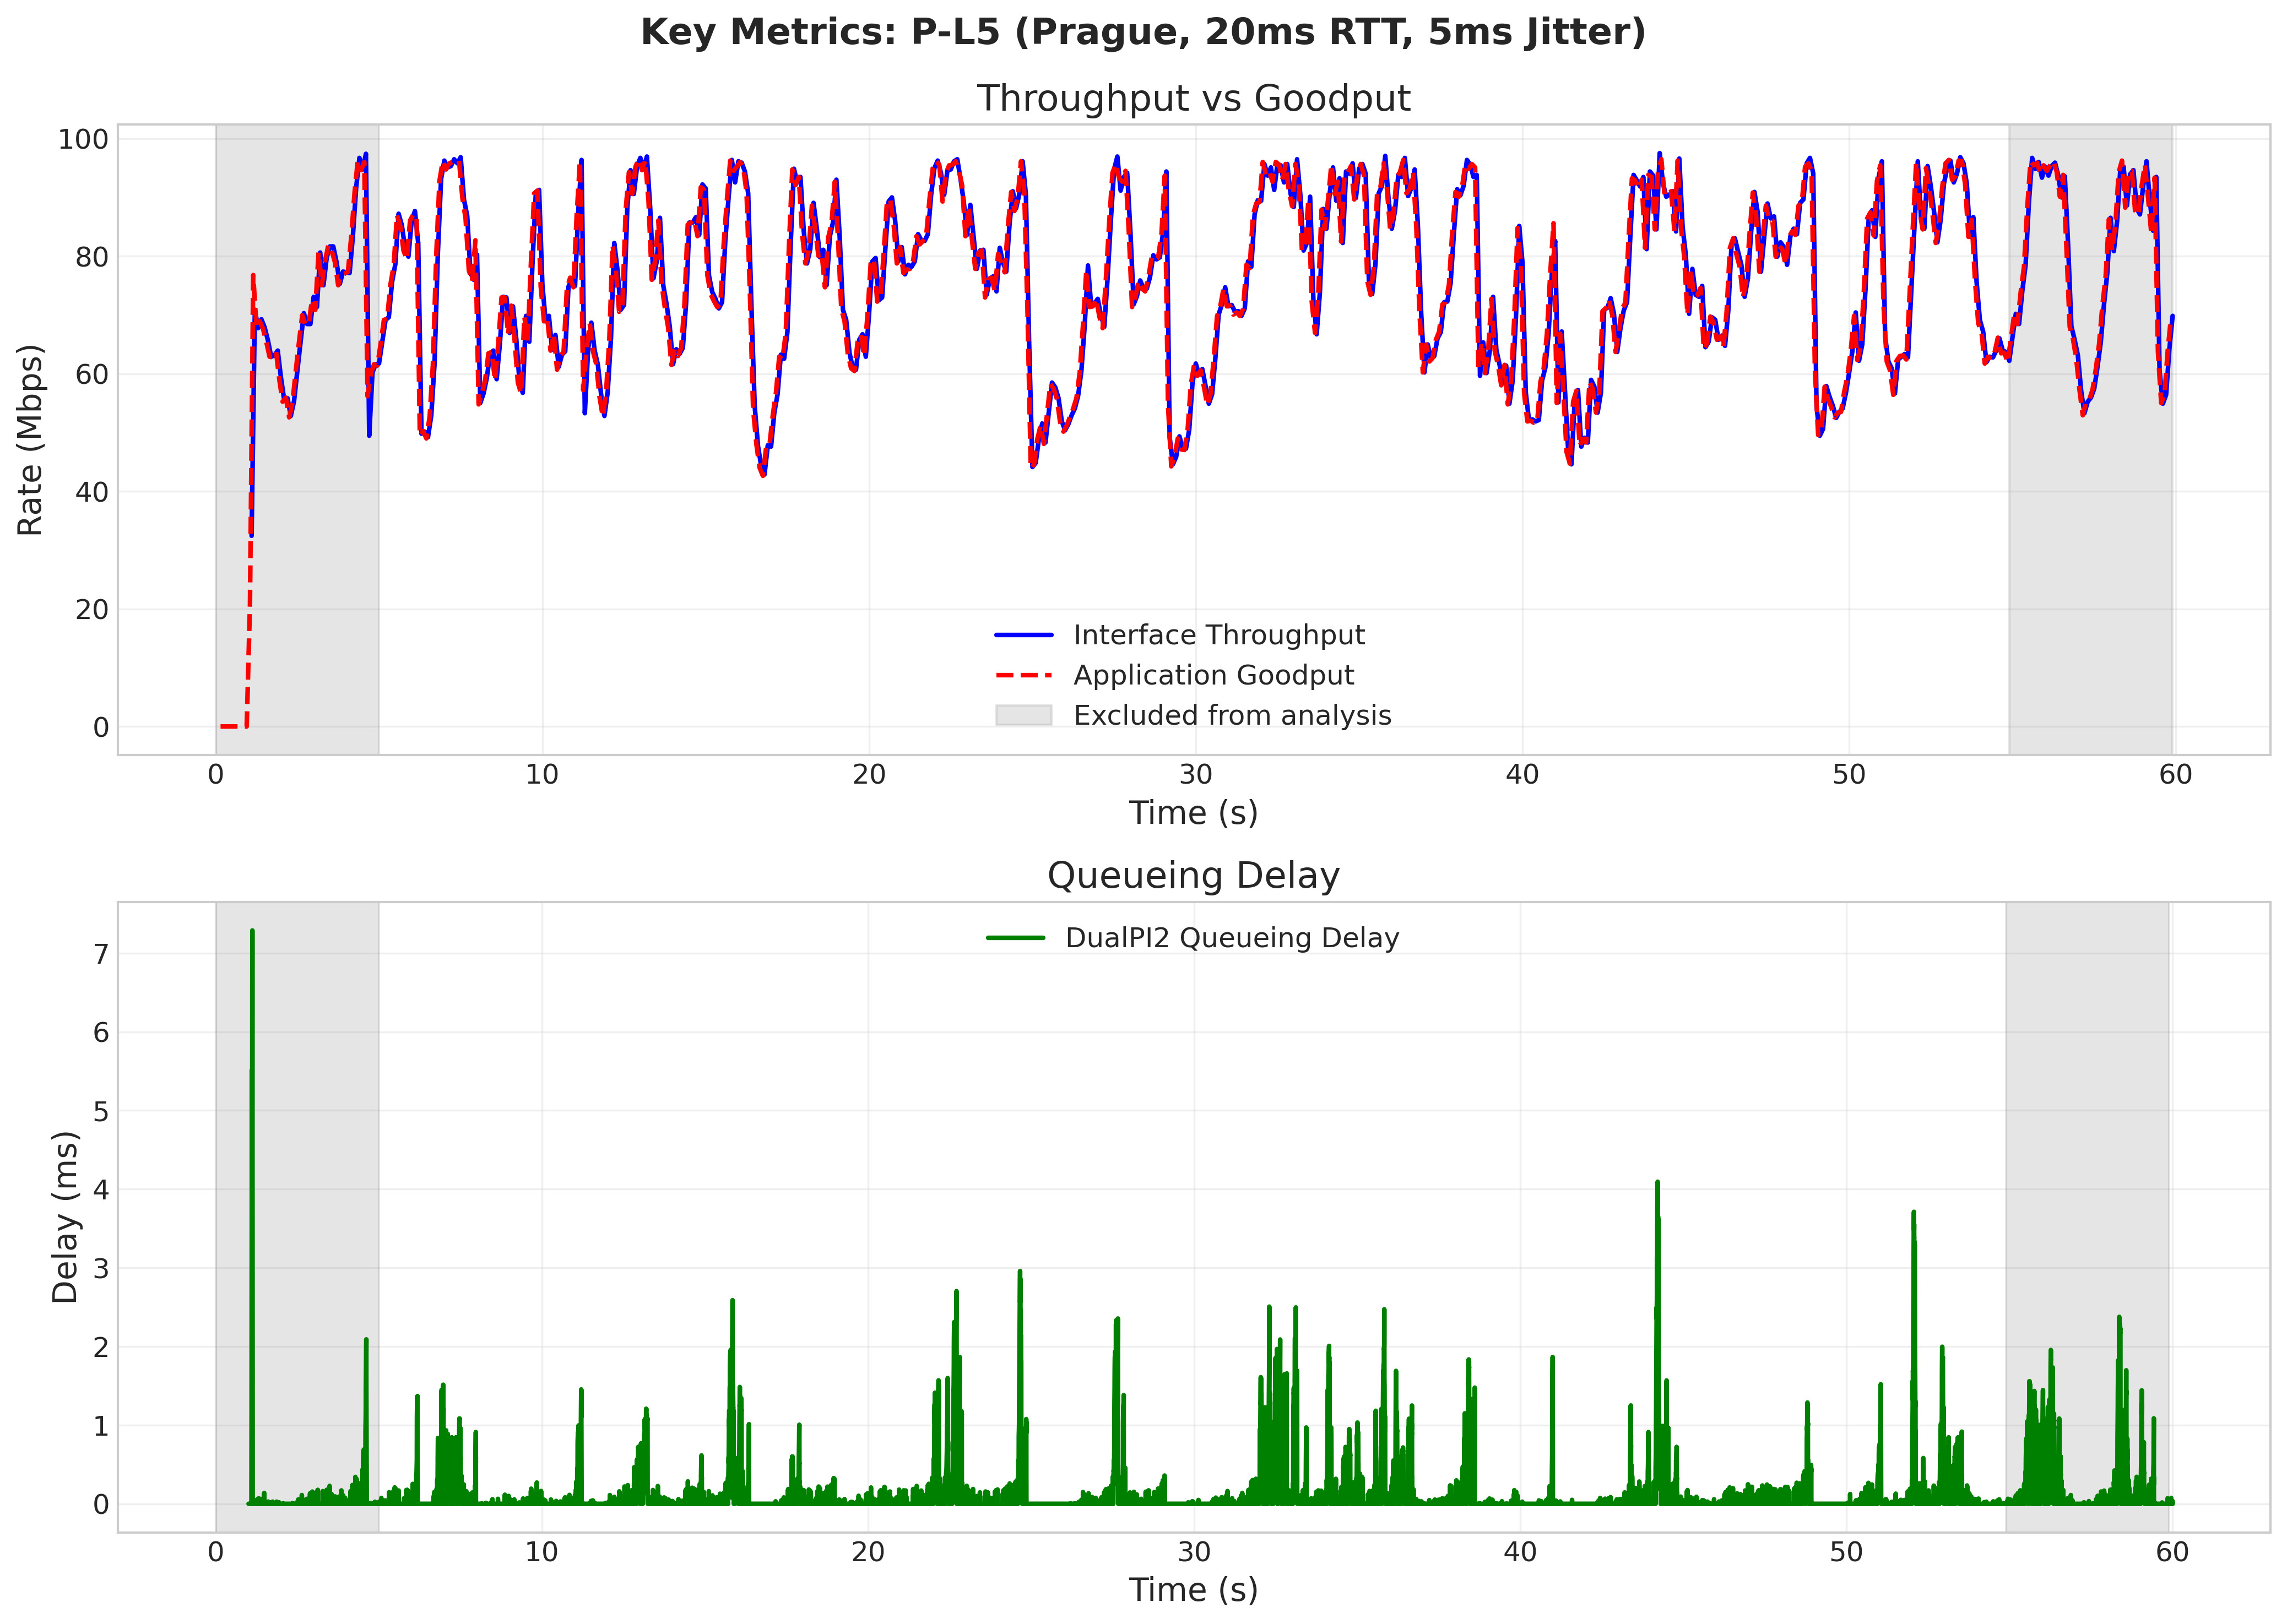 Key Metrics: P-L5 (Prague, 20ms RTT, 5ms Jitter)
Throughput vs Goodput
100
80
60
40
20
0
Rate (Mbps)
Interface Throughput
Application Goodput
Excluded from analysis
0 10 20 30 40 50 60
Time (s)
Queueing Delay
7
6
5
4
3
2
1
0
Delay (ms)
DualPI2 Queueing Delay
0 10 20 30 40 50 60
Time (s)